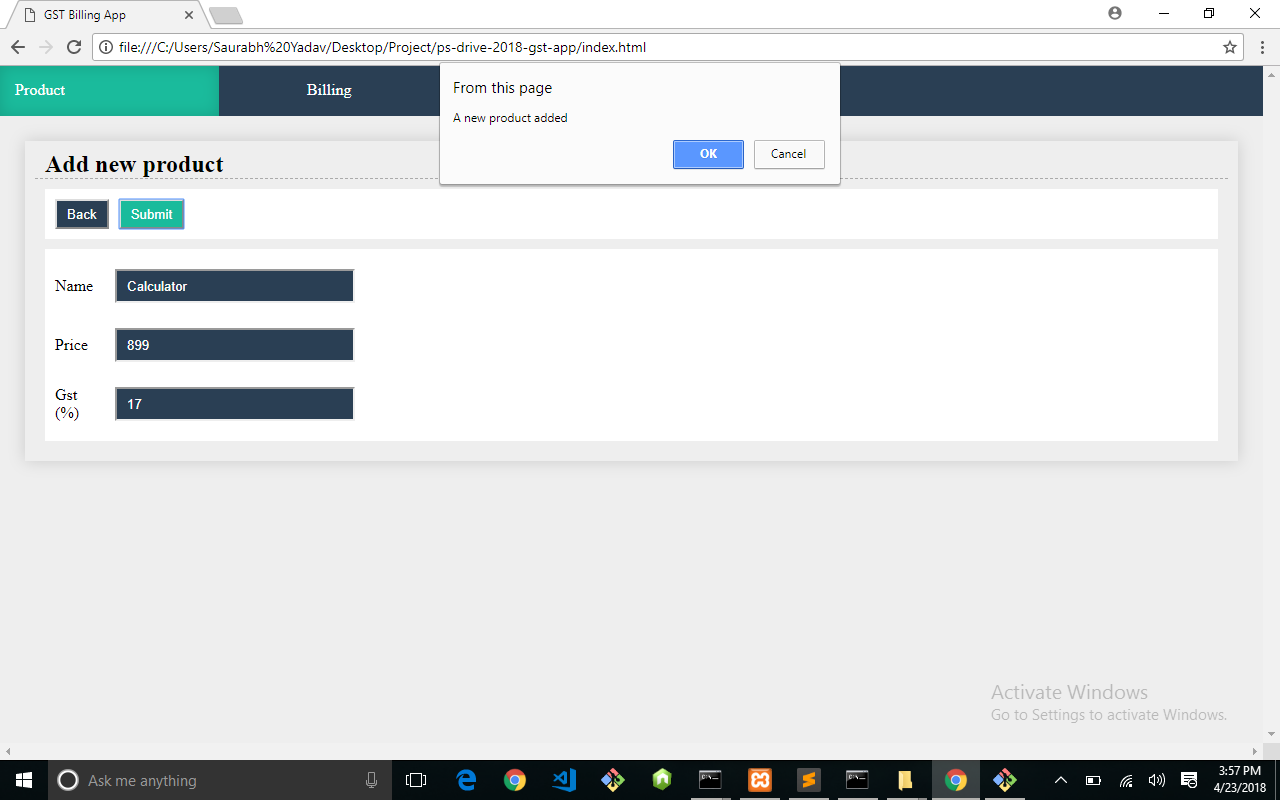 GST Billing App
file:///C:/Users/Saurabh%20Yadav/Desktop/Project/ps-drive-2018-gst-app/index.html
Product
Billing
From this page
A new product added
OK
Cancel
Add new product
Back
Submit
Name
Calculator
Price
899
Gst
(%)
17
Activate Windows
Go to Settings to activate Windows.
Ask me anything
3:57 PM
4/23/2018